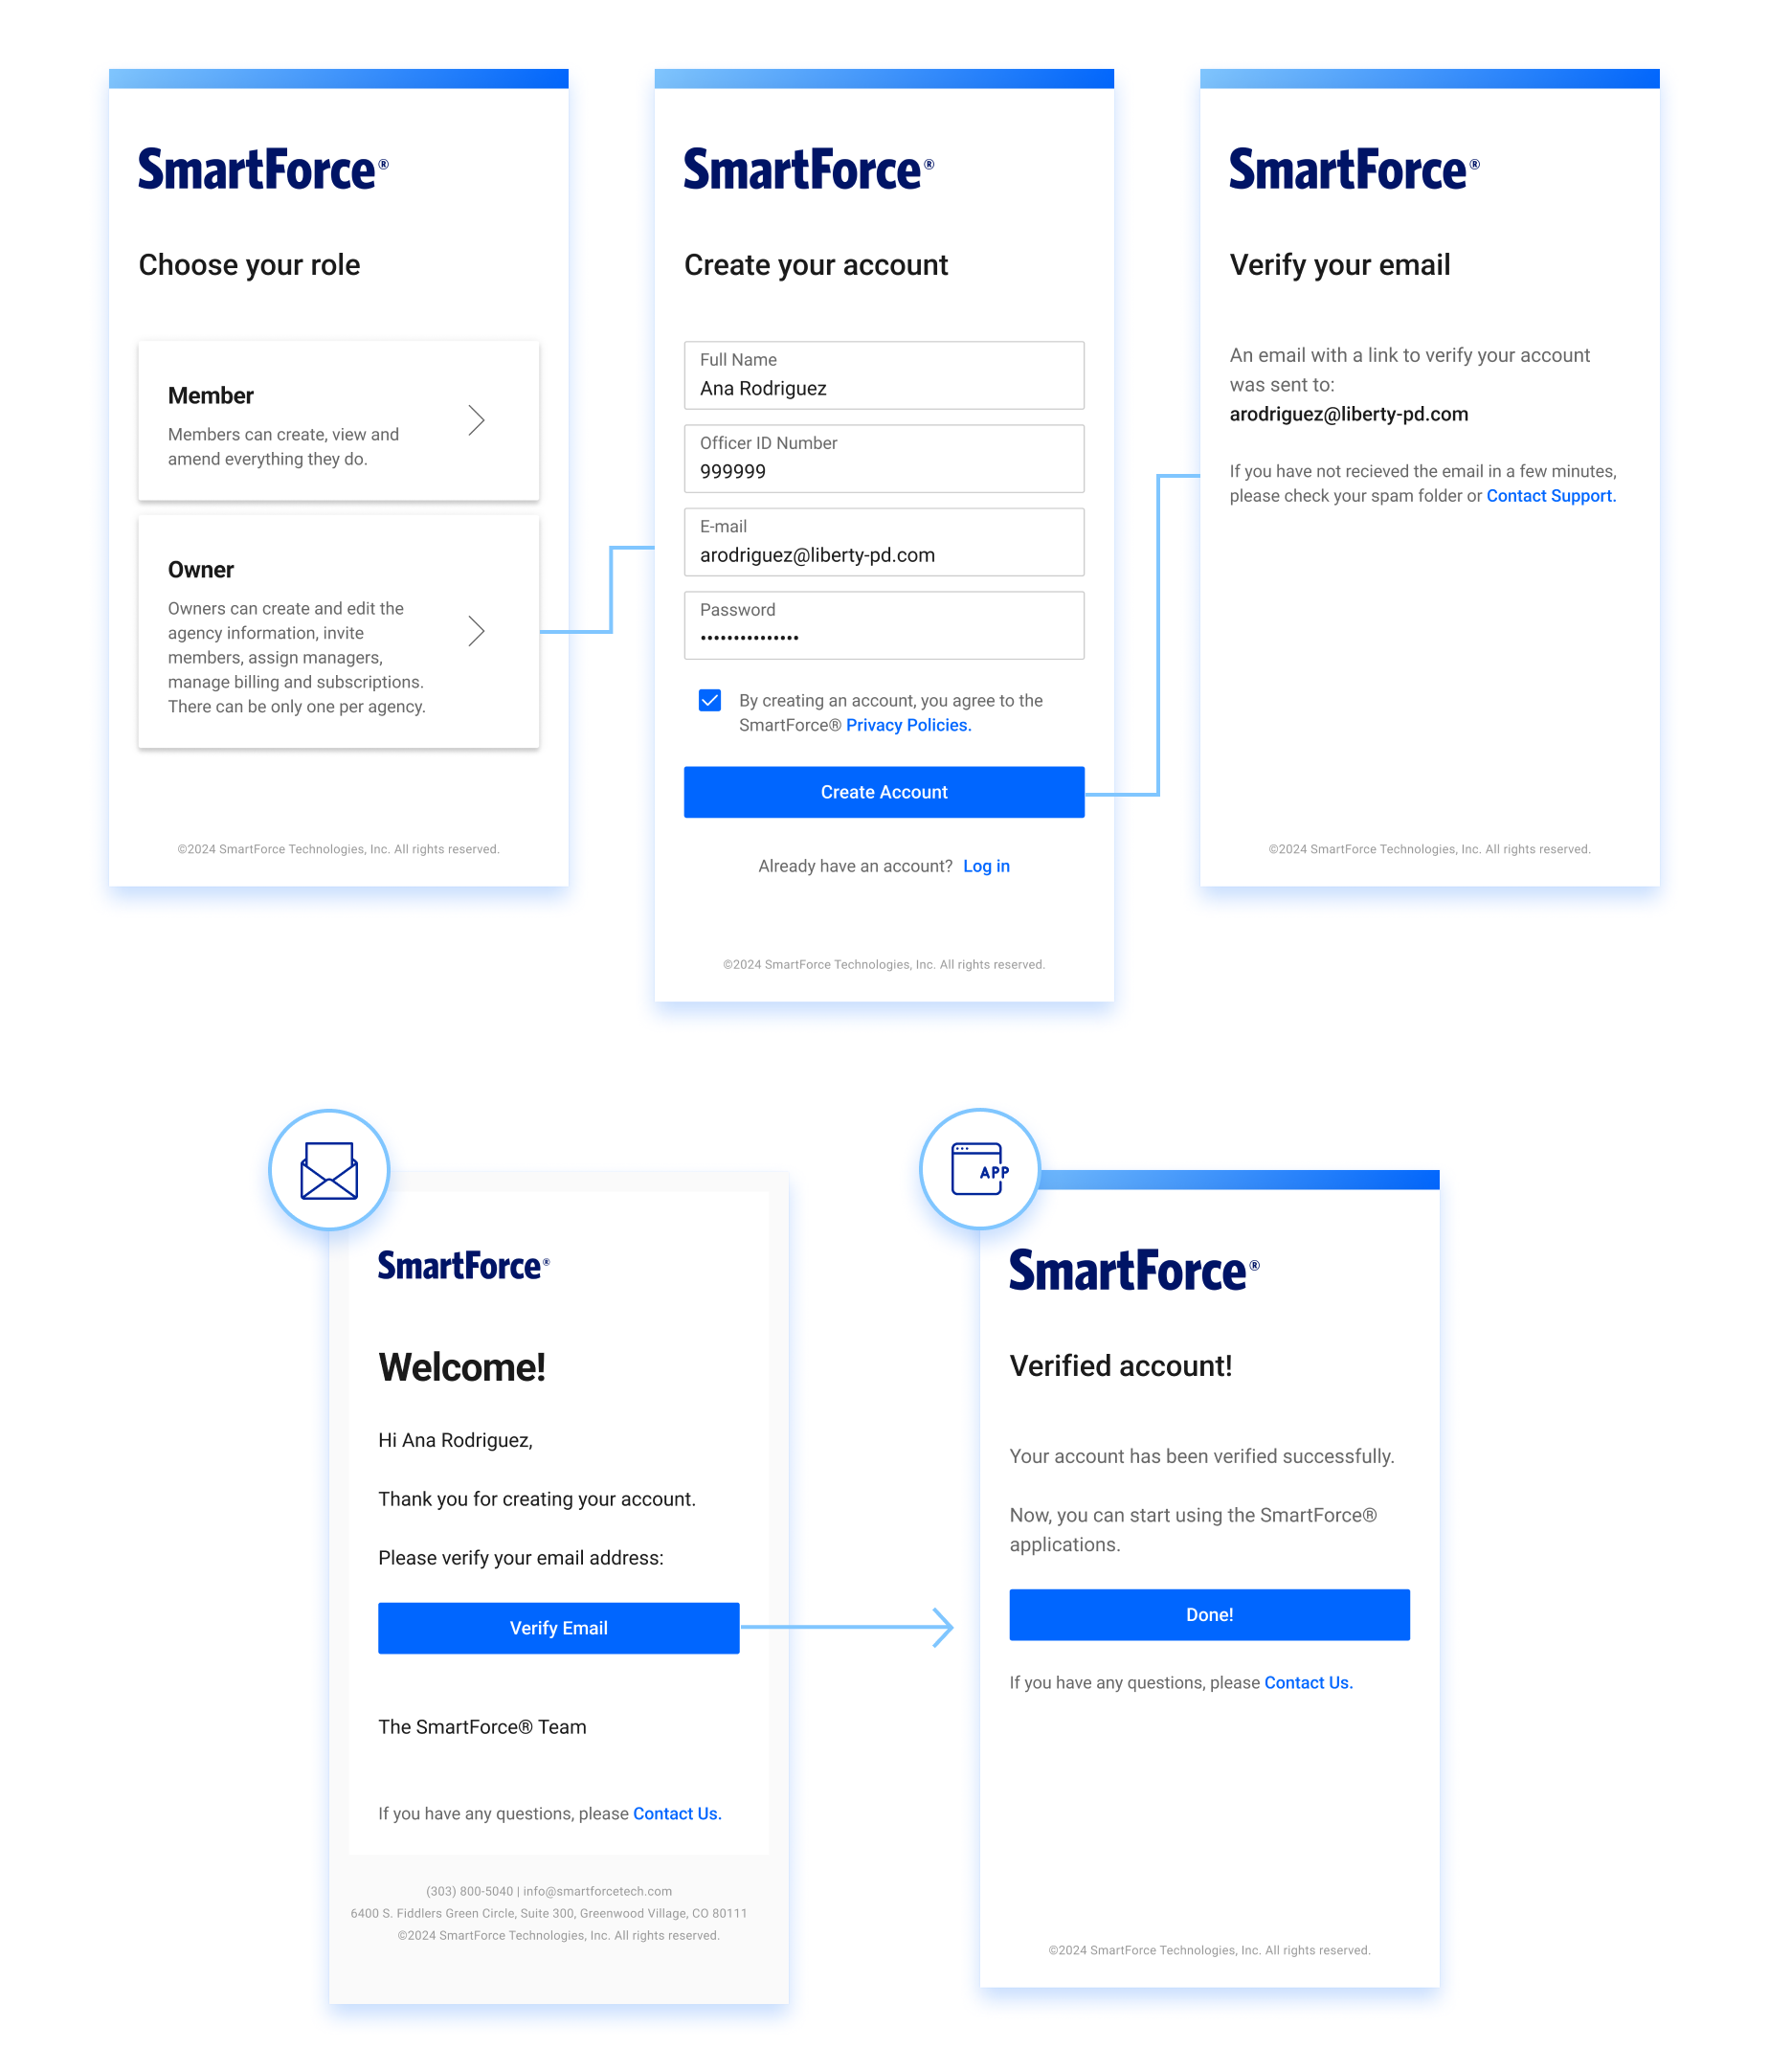 SmartForce®
Choose your role
Member
Members can create, view and
amend everything they do.
Owner
Owners can create and edit the
agency information, invite
members, assign managers,
manage billing and subscriptions.
There can be only one per agency.
©2024 SmartForce Technologies, Inc. All rights reserved.
SmartForce®
Create your account
Full Name
Ana Rodriguez
Officer ID Number
999999
E-mail
arodriguez@liberty-pd.com
Password
•••••••••••••••
By creating an account, you agree to the
SmartForce® Privacy Policies.
Create Account
Already have an account? Log in
©2024 SmartForce Technologies, Inc. All rights reserved.
SmartForce®
Verify your email
An email with a link to verify your account
was sent to:
arodriguez@liberty-pd.com
If you have not recieved the email in a few minutes,
please check your spam folder or Contact Support.
©2024 SmartForce Technologies, Inc. All rights reserved.
SmartForce®
Welcome!
Hi Ana Rodriguez,
Thank you for creating your account.
Please verify your email address:
Verify Email
The SmartForce® Team
If you have any questions, please Contact Us.
(303) 800-5040 | info@smartforcetech.com
6400 S. Fiddlers Green Circle, Suite 300, Greenwood Village, CO 80111
©2024 SmartForce Technologies, Inc. All rights reserved.
APP
SmartForce®
Verified account!
Your account has been verified successfully.
Now, you can start using the SmartForce®
applications.
Done!
If you have any questions, please Contact Us.
©2024 SmartForce Technologies, Inc. All rights reserved.